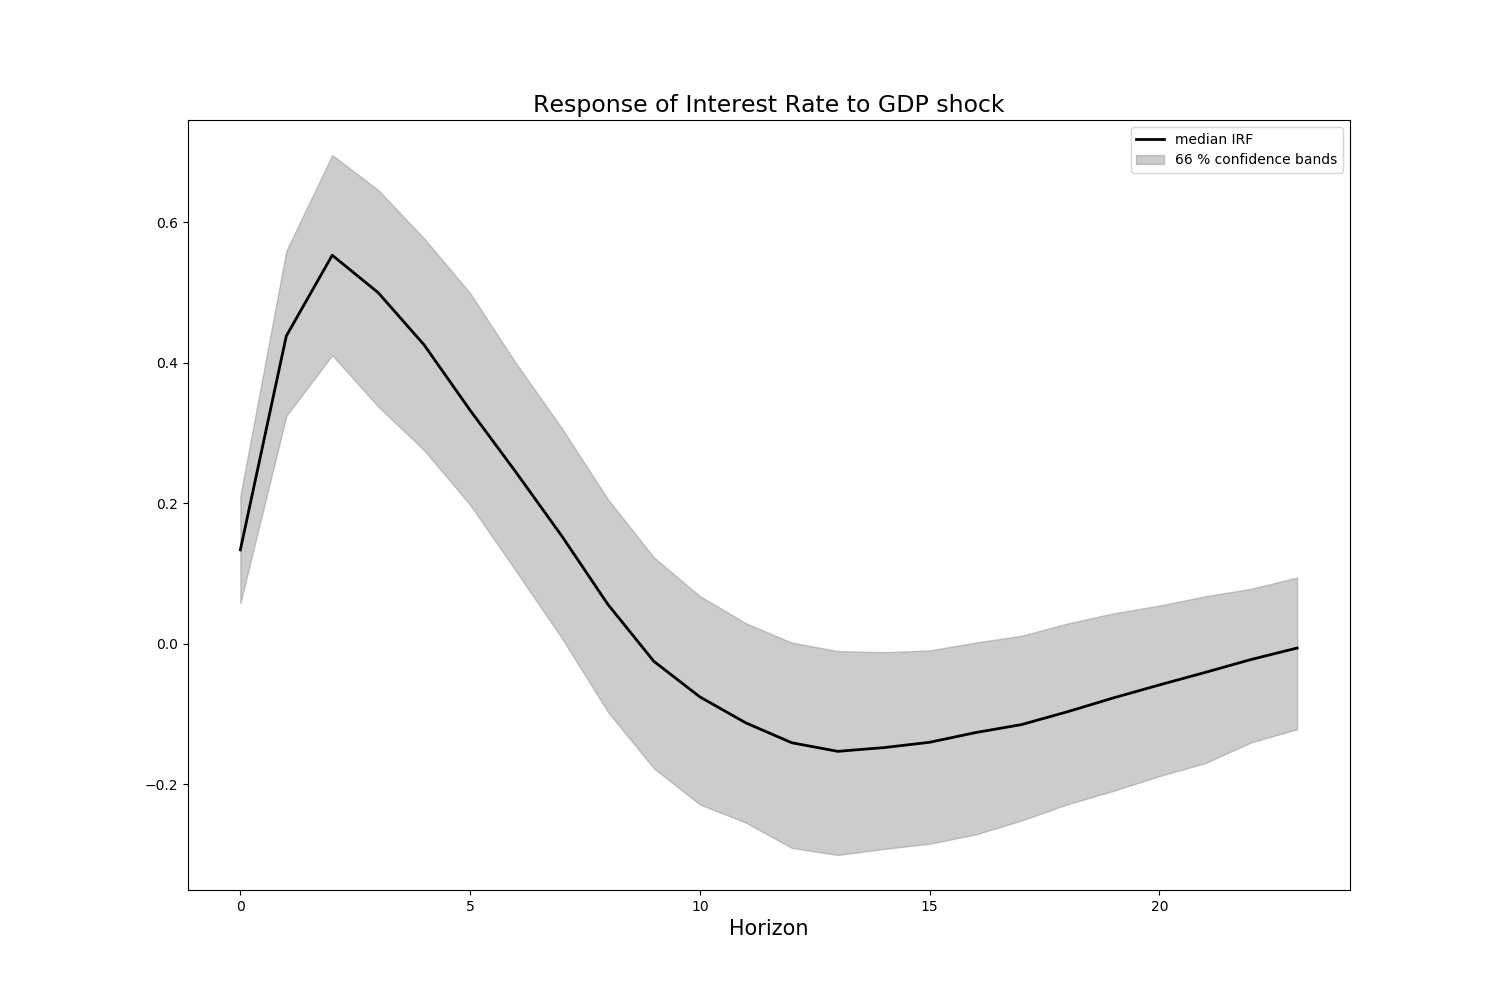 Response of Interest Rate to GDP shock
median IRF
66 % confidence bands
0.6
0.4
0.2
0.0
−0.2
0 5 10 15 20
Horizon